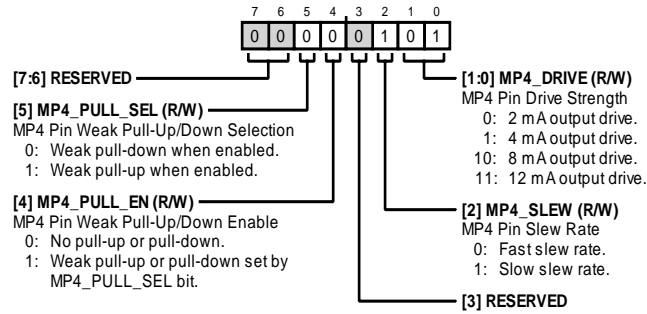 7 6 5 4 3 2 1 0
0 0 0 0 0 1 0 1
[7:6] RESERVED
[5] MP4_PULL_SEL (R/W)
MP4 Pin Weak Pull-Up/Down Selection
0: Weak pull-down when enabled.
1: Weak pull-up when enabled.
[4] MP4_PULL_EN (R/W)
MP4 Pin Weak Pull-Up/Down Enable
0: No pull-up or pull-down.
1: Weak pull-up or pull-down set by
MP4_PULL_SEL bit.
[1:0] MP4_DRIVE (R/W)
MP4 Pin Drive Strength
0: 2 mA output drive.
1: 4 mA output drive.
10: 8 mA output drive.
11: 12 mA output drive.
[2] MP4_SLEW (R/W)
MP4 Pin Slew Rate
0: Fast slew rate.
1: Slow slew rate.
[3] RESERVED